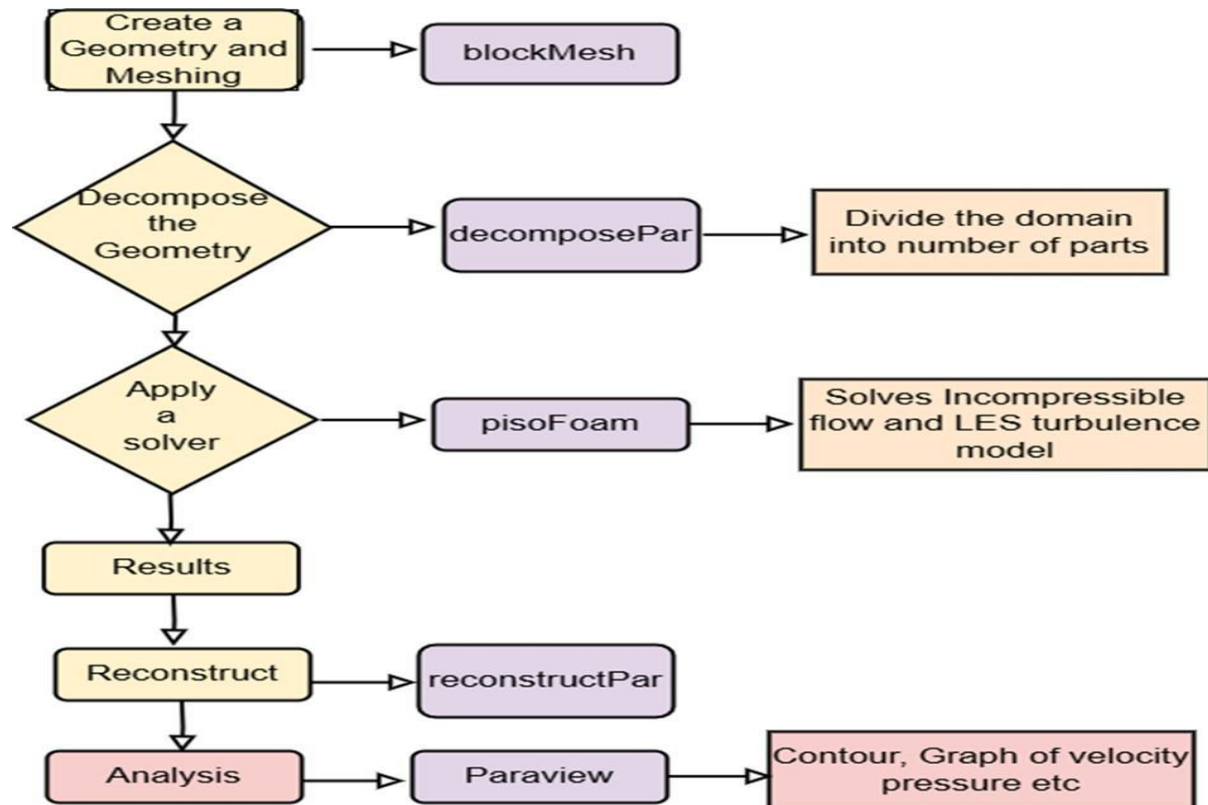 Create a
Geometry and
Meshing
blockMesh
Decompose
the
Geometry
decomposePar
Divide the domain
into number of parts
Apply
a
solver
pisoFoam
Solves Incompressible
flow and LES turbulence
model
Results
Reconstruct
reconstructPar
Analysis
Paraview
Contour, Graph of velocity
pressure etc